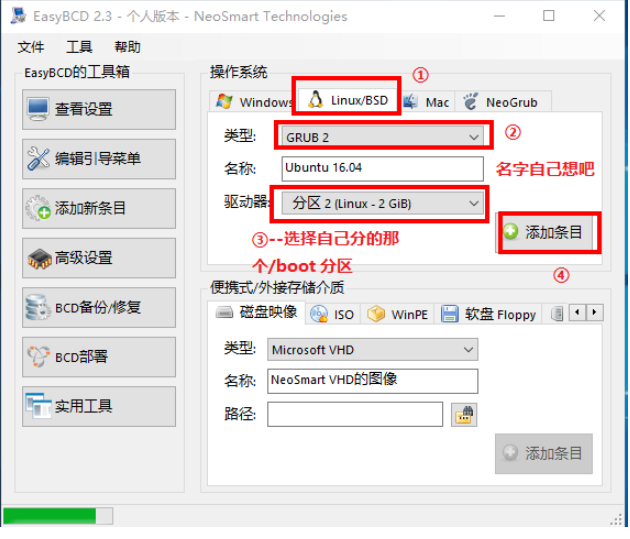 EasyBCD 2.3 - 个人版本 - NeoSmart Technologies
文件 工具 帮助
EasyBCD的工具箱
查看设置
编辑引导菜单
添加新条目
高级设置
BCD备份/修复
BCD部署
实用工具
操作系统
①
Windows Linux/BSD Mac NeoGrub
类型: GRUB 2 ②
名称: Ubuntu 16.04 名字自己想吧
驱动器: 分区 2 (Linux - 2 GiB)
添加条目
③--选择自己分的那
个/boot 分区
④
便携式/外接存储介质
磁盘映像 ISO WinPE 软盘 Floppy
类型: Microsoft VHD
名称: NeoSmart VHD的图像
路径:
添加条目